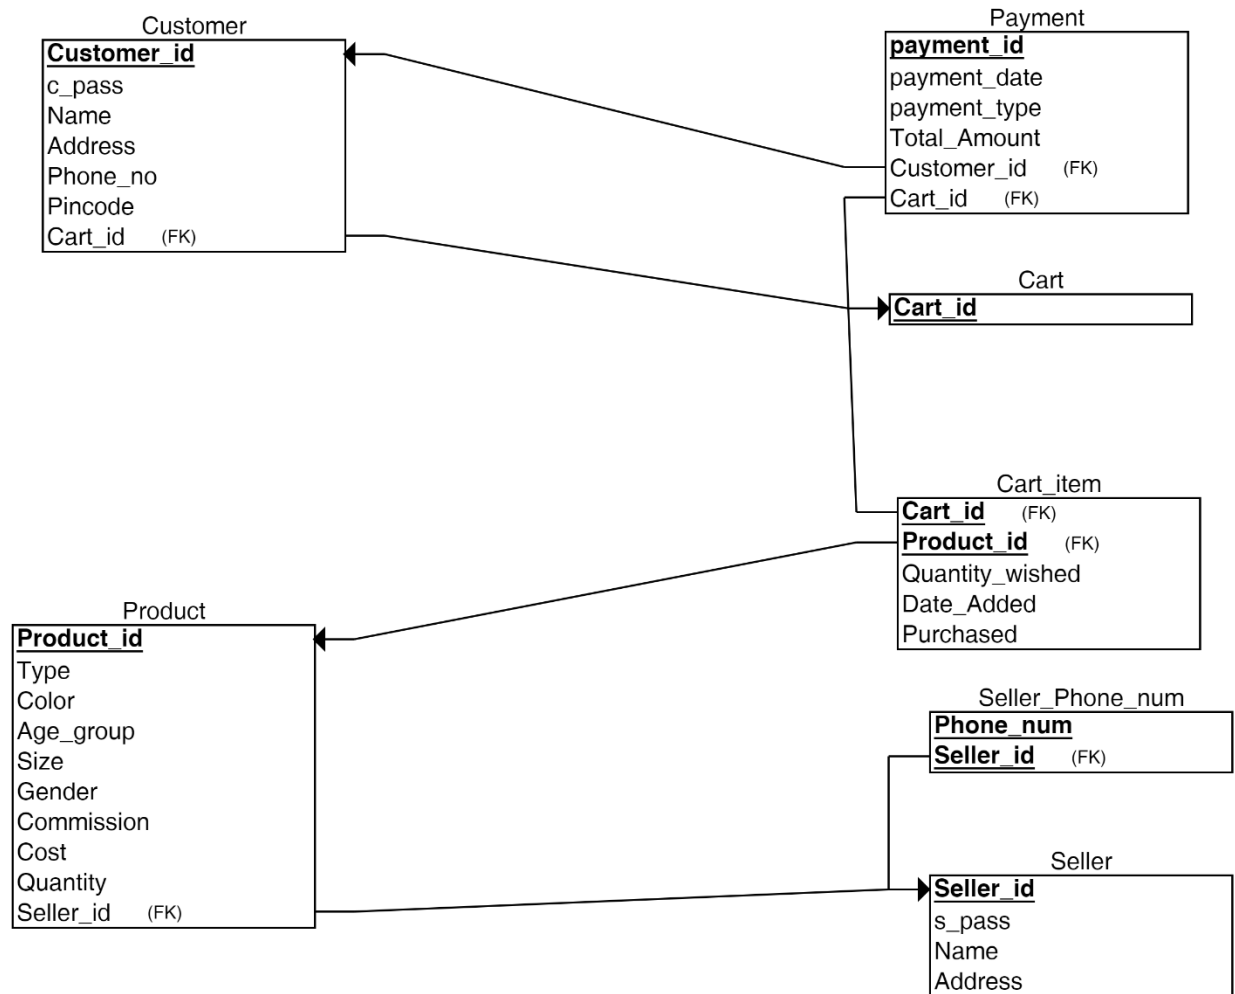 Customer
Customer_id
c_pass
Name
Address
Phone_no
Pincode
Cart_id (FK)
Payment
payment_id
payment_date
payment_type
Total_Amount
Customer_id (FK)
Cart_id (FK)
Cart
Cart_id
Cart_item
Cart_id (FK)
Product_id (FK)
Quantity_wished
Date_Added
Purchased
Product
Product_id
Type
Color
Age_group
Size
Gender
Commission
Cost
Quantity
Seller_id (FK)
Seller_Phone_num
Phone_num
Seller_id (FK)
Seller
Seller_id
s_pass
Name
Address